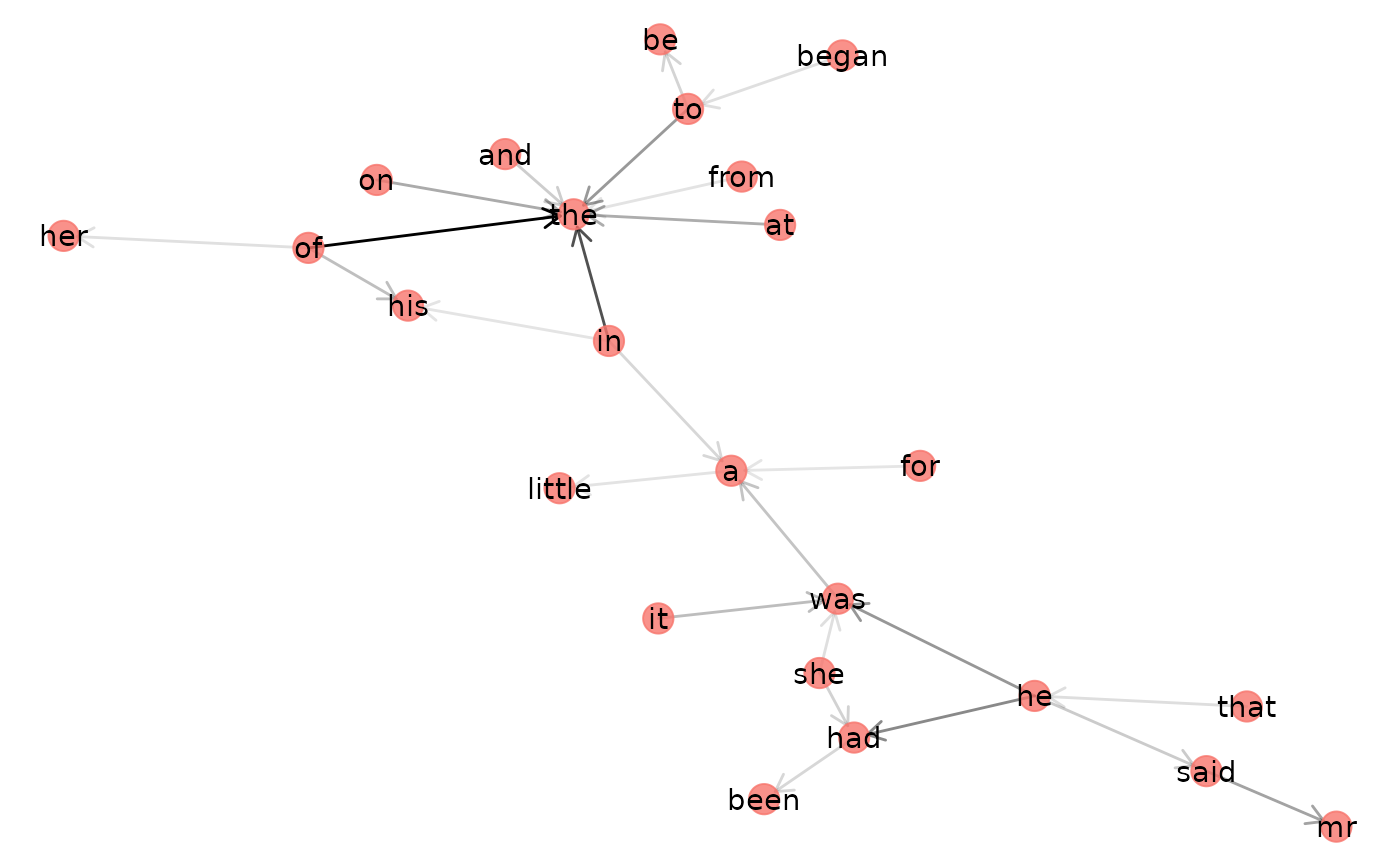 be
began
to
and
from
on
the
at
her
of
his
in
a
for
little
was
it
she
he
that
had
said
been
mr